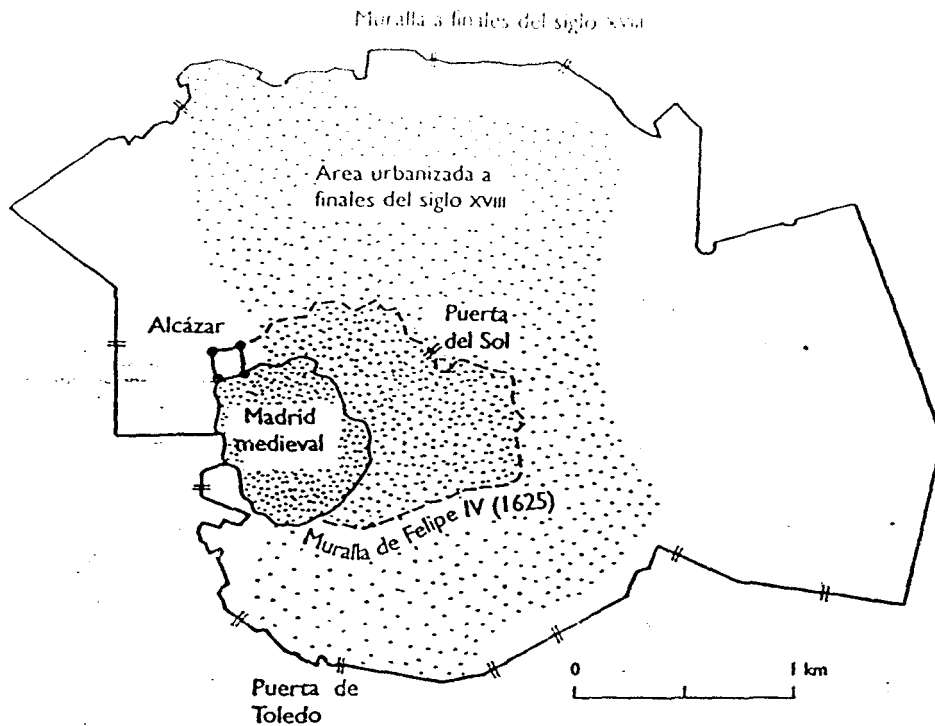 Muralla a finales del siglo XVIII
Área urbanizada a
finales del siglo XVIII
Alcázar
Puerta
del Sol
Madrid
medieval
Muralla de Felipe IV (1625)
Puerta de
Toledo
0
1 km